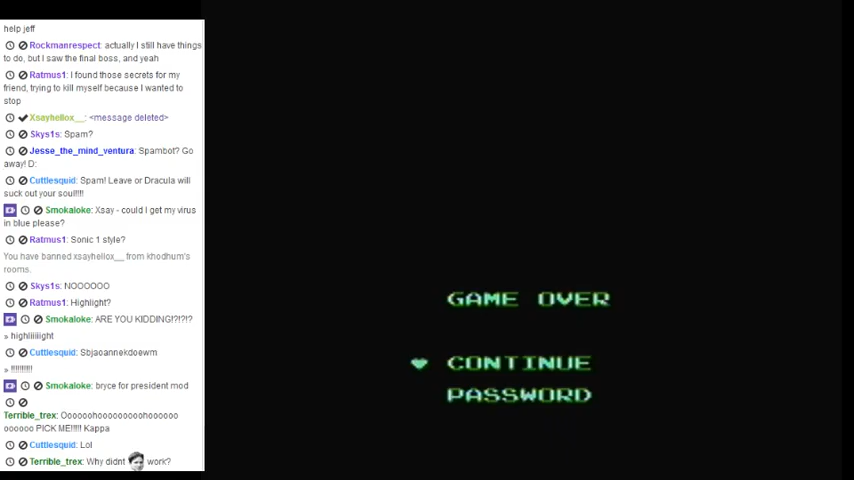 help jeff
Rockmanrespect: actually I still have things
to do, but I saw the final boss, and yeah
Ratmus1: I found those secrets for my
friend, trying to kill myself because I wanted to
stop
Xsayhellox__: <message deleted>
Skys1s: Spam?
Jesse_the_mind_ventura: Spambot? Go
away! D:
Cuttlesquid: Spam! Leave or Dracula will
suck out your soul!!!!
Smokaloke: Xsay - could I get my virus
in blue please?
Ratmus1: Sonic 1 style?
You have banned xsayhellox__ from khodhum's
rooms.
Skys1s: NOOOOOO
Ratmus1: Highlight?
Smokaloke: ARE YOU KIDDING!?!?!?
» highliiiiiight
Cuttlesquid: Sbjaoannekdoewm
» !!!!!!!!!!
Smokaloke: bryce for president mod
Terrible_trex: Ooooohooooooooohoooooo
oooooo PICK ME!!!!! Kappa
Cuttlesquid: Lol
Terrible_trex: Why didnt work?
GAME OVER
CONTINUE
PASSWORD